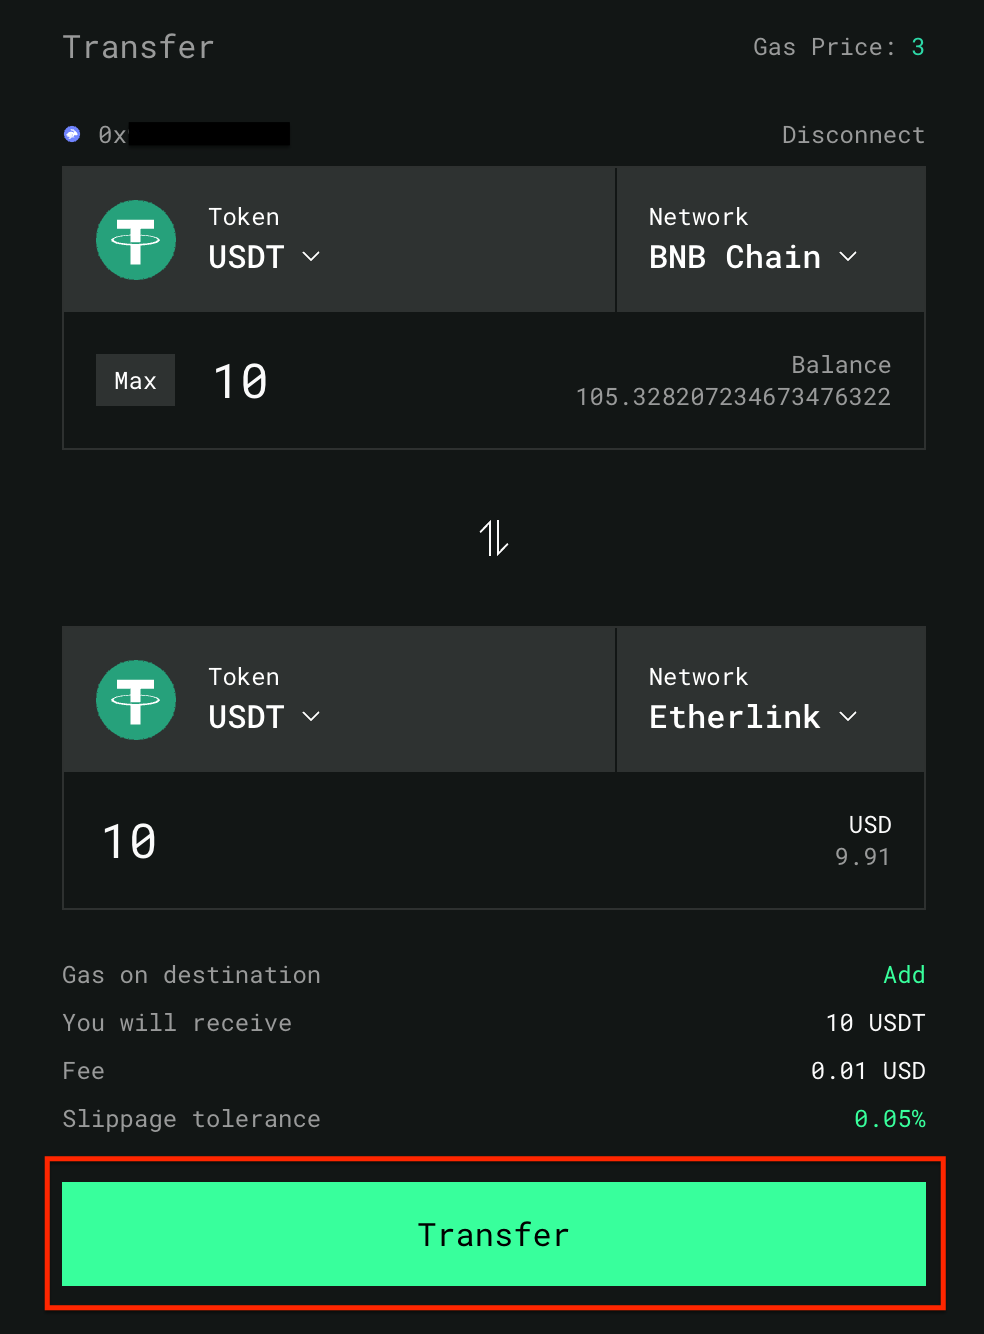 Transfer
Gas Price: 3
0x
Disconnect
Token
USDT
Network
BNB Chain
Max
10
Balance
105.328207234673476322
Token
USDT
Network
Etherlink
10
USD
9.91
Gas on destination
Add
You will receive
10 USDT
Fee
0.01 USD
Slippage tolerance
0.05%
Transfer